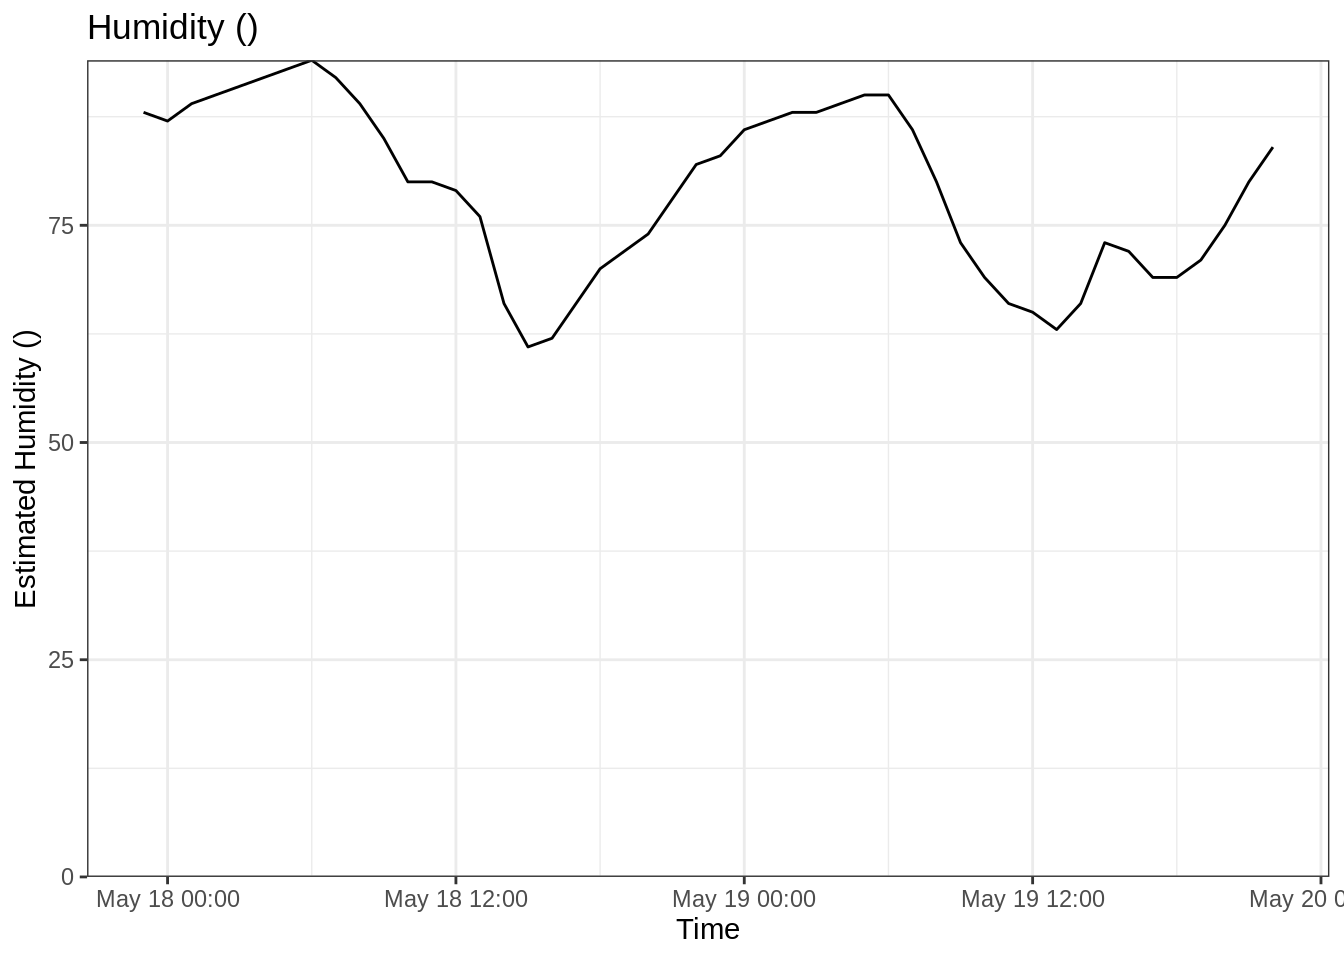 Humidity ()
Estimated Humidity ()
75
50
25
0
May 18 00:00
May 18 12:00
May 19 00:00
May 19 12:00
May 20 0
Time